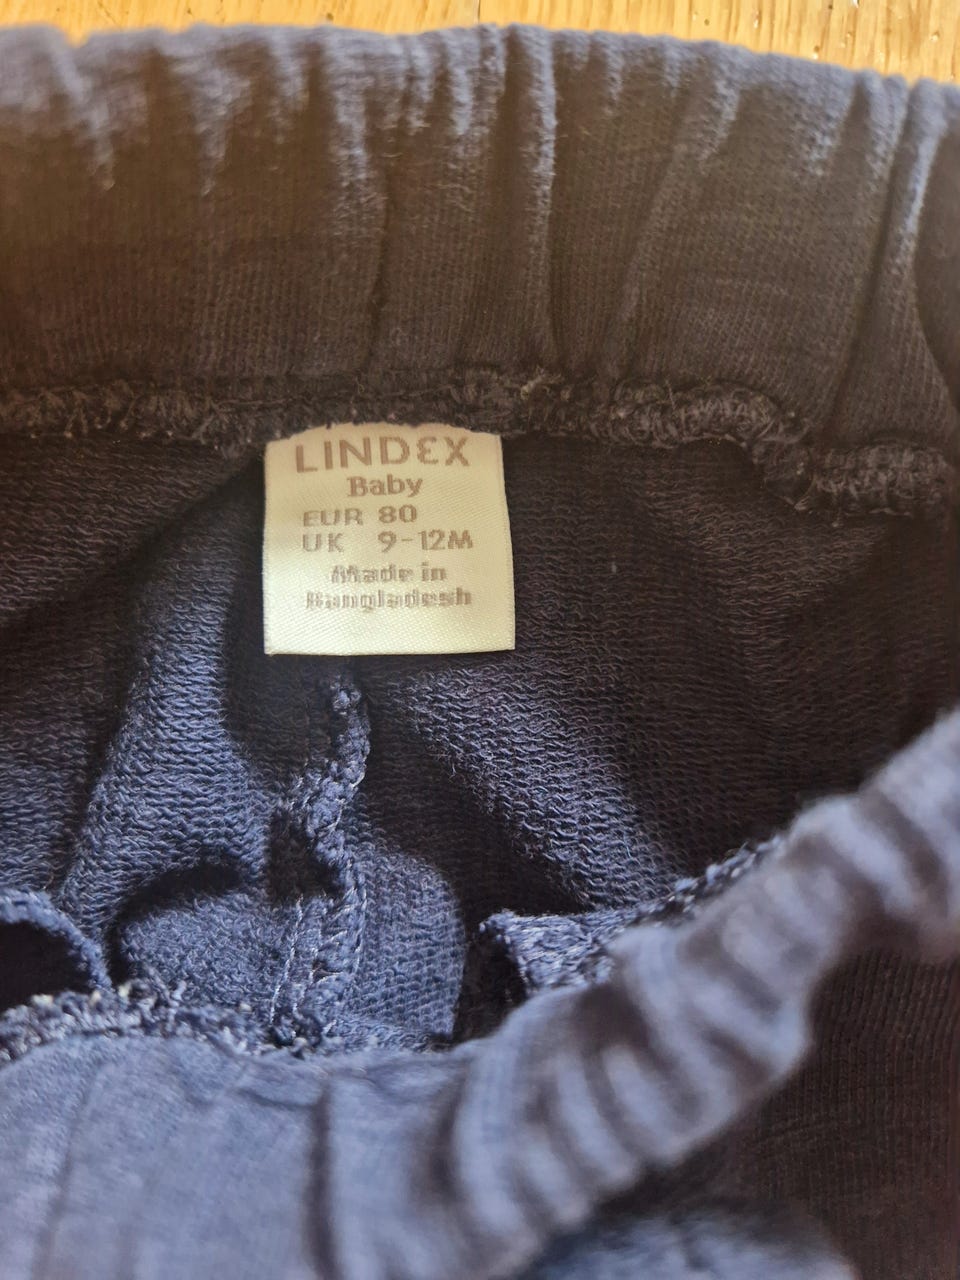 LINDEX
Baby
EUR 80
UK 9-12M
Made in
Bangladesh